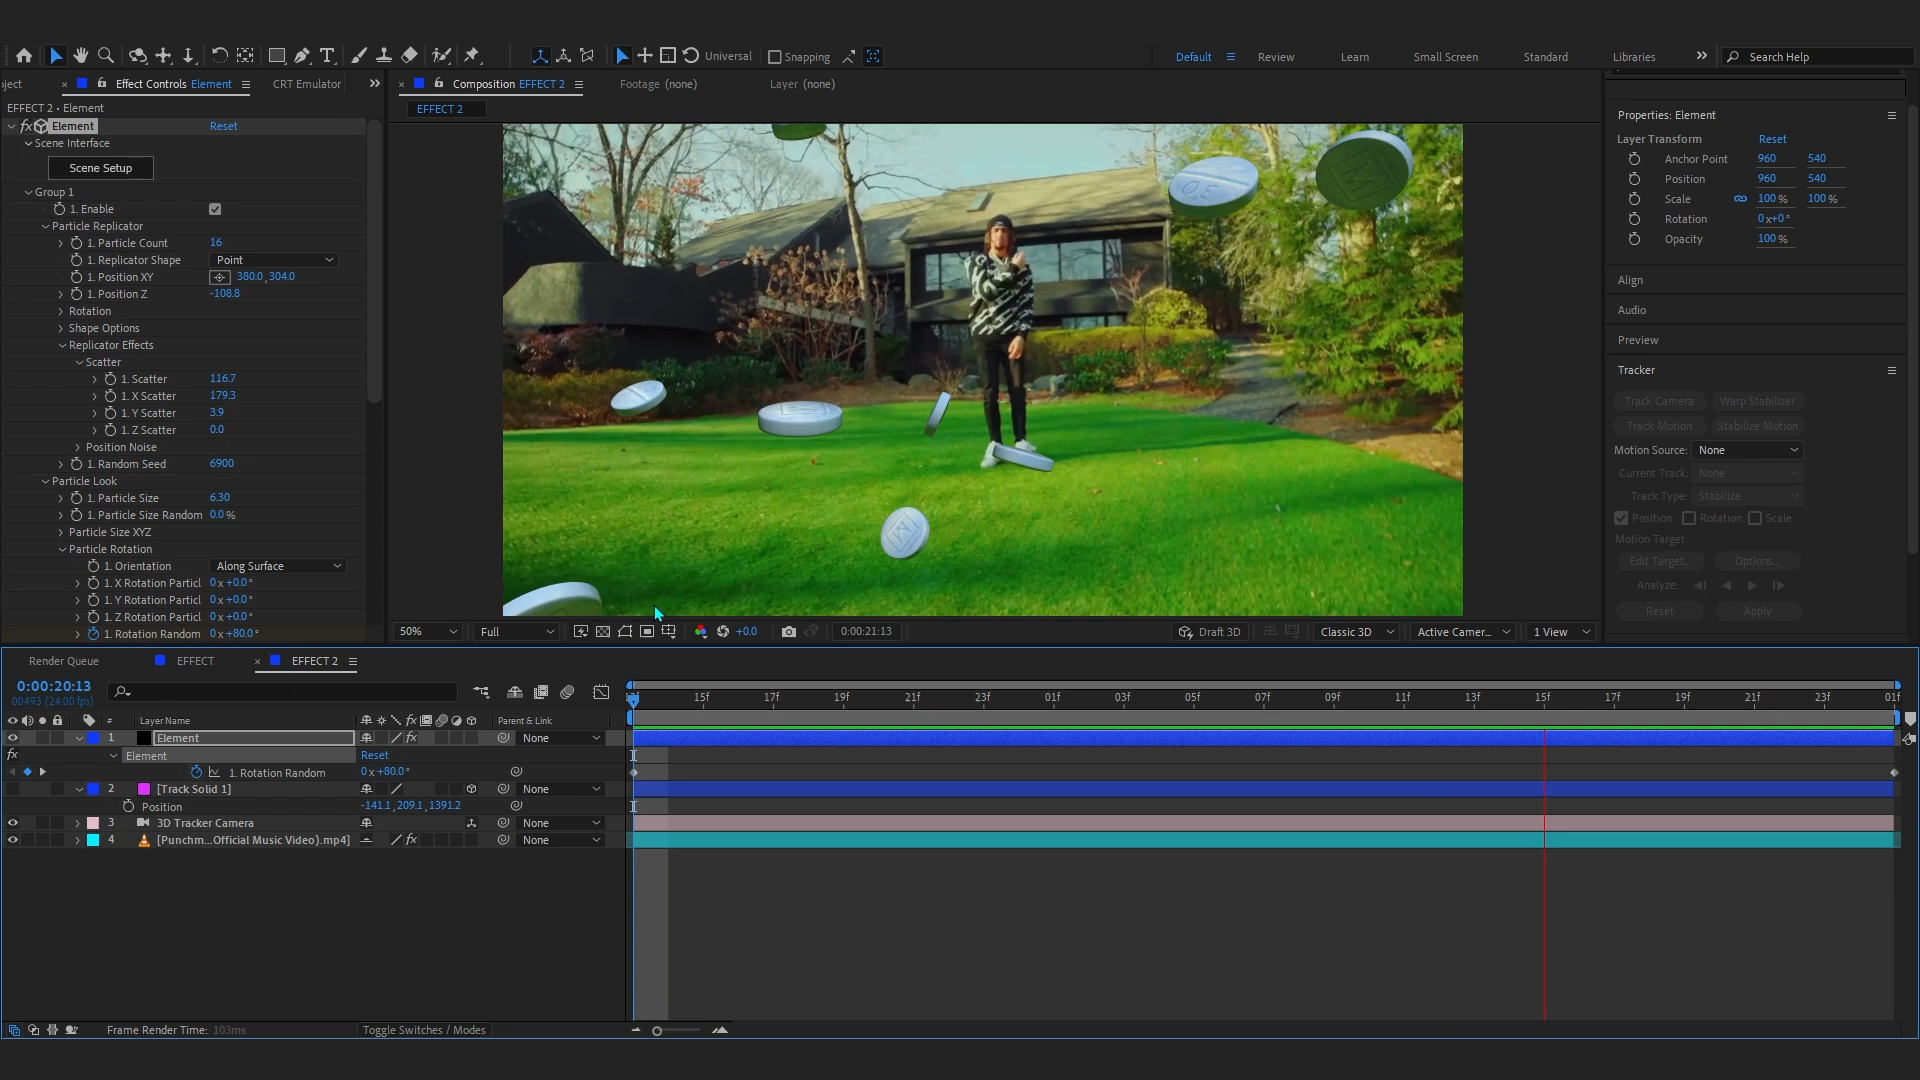 Universal
Snapping
Default
Review
Learn
Small Screen
Standard
Libraries
Search Help
oject
Effect Controls Element
CRT Emulator
Composition EFFECT 2
Footage (none)
Layer (none)
EFFECT 2 • Element
EFFECT 2
fx Element Reset
Scene Interface
Scene Setup
Group 1
1. Enable
Particle Replicator
1. Particle Count 16
1. Replicator Shape Point
1. Position XY 380.0, 304.0
1. Position Z -108.8
Rotation
Shape Options
Replicator Effects
Scatter
1. Scatter 116.7
1. X Scatter 179.3
1. Y Scatter 3.9
1. Z Scatter 0.0
Position Noise
1. Random Seed 6900
Particle Look
1. Particle Size 6.30
1. Particle Size Random 0.0 %
Particle Size XYZ
Particle Rotation
1. Orientation Along Surface
1. X Rotation Particl 0 x +0.0°
1. Y Rotation Particl 0 x +0.0°
1. Z Rotation Particl 0 x +0.0°
1. Rotation Random 0 x +80.0°
50%
Full
+0.0
0:00:21:13
Draft 3D
Classic 3D
Active Camer...
1 View
Properties: Element
Layer Transform Reset
Anchor Point 960 540
Position 960 540
Scale 100 % 100 %
Rotation 0 x+0°
Opacity 100 %
Align
Audio
Preview
Tracker
Track Camera Warp Stabilizer
Track Motion Stabilize Motion
Motion Source: None
Current Track: None
Track Type: Stabilize
Position Rotation Scale
Motion Target:
Edit Target... Options...
Analyze:
Reset Apply
Render Queue
EFFECT
EFFECT 2
0:00:20:13
00493 (24.00 fps)
15f 17f 19f 21f 23f 01f 03f 05f 07f 09f 11f 13f 15f 17f 19f 21f 23f 01f
# Layer Name fx Parent & Link
1 Element fx None
fx Element Reset
1. Rotation Random 0 x +80.0°
2 [Track Solid 1] None
Position -141.1, 209.1, 1391.2
3 3D Tracker Camera None
4 [Punchm...Official Music Video).mp4] fx None
Frame Render Time: 103ms
Toggle Switches / Modes